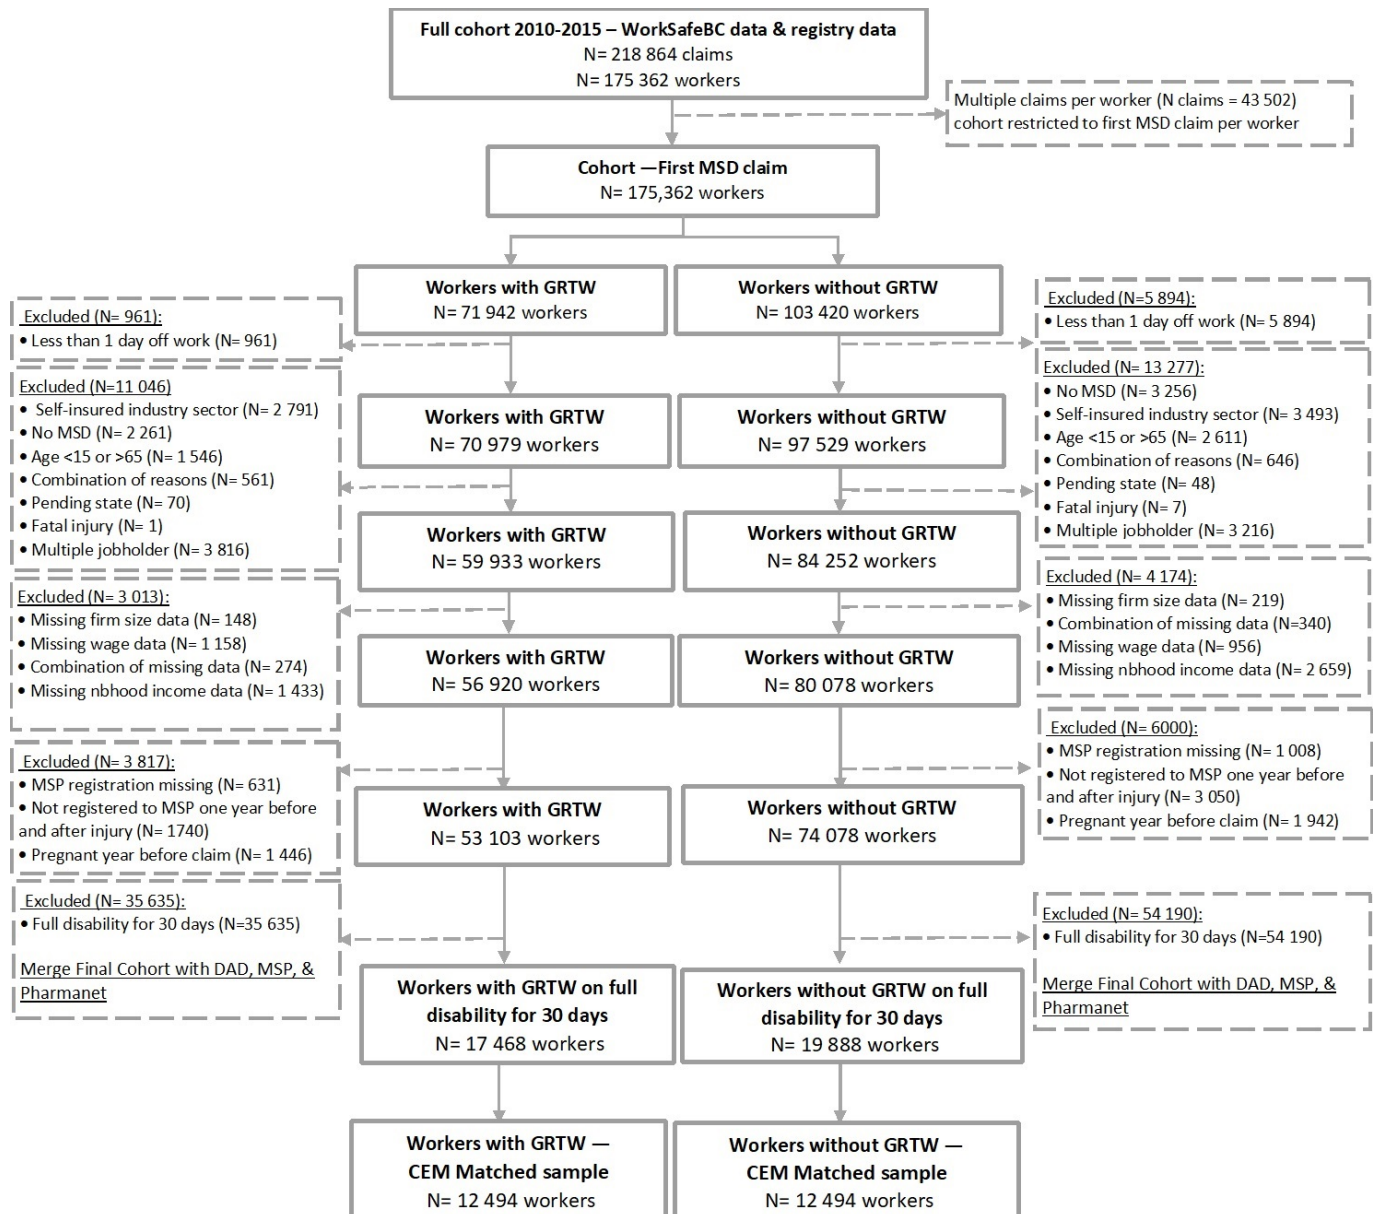 Full cohort 2010-2015 – WorkSafeBC data & registry data
N= 218 864 claims
N= 175 362 workers
Multiple claims per worker (N claims = 43 502)
cohort restricted to first MSD claim per worker
Cohort —First MSD claim
N= 175,362 workers
Workers with GRTW
N= 71 942 workers
Workers without GRTW
N= 103 420 workers
Excluded (N= 961):
• Less than 1 day off work (N= 961)
Excluded (N=5 894):
• Less than 1 day off work (N= 5 894)
Excluded (N=11 046)
• Self-insured industry sector (N= 2 791)
• No MSD (N= 2 261)
• Age <15 or >65 (N= 1 546)
• Combination of reasons (N= 561)
• Pending state (N= 70)
• Fatal injury (N= 1)
• Multiple jobholder (N= 3 816)
Workers with GRTW
N= 70 979 workers
Workers without GRTW
N= 97 529 workers
Excluded (N= 13 277):
• No MSD (N= 3 256)
• Self-insured industry sector (N= 3 493)
• Age <15 or >65 (N= 2 611)
• Combination of reasons (N= 646)
• Pending state (N= 48)
• Fatal injury (N= 7)
• Multiple jobholder (N= 3 216)
Workers with GRTW
N= 59 933 workers
Workers without GRTW
N= 84 252 workers
Excluded (N= 3 013):
• Missing firm size data (N= 148)
• Missing wage data (N= 1 158)
• Combination of missing data (N= 274)
• Missing nbhood income data (N= 1 433)
Excluded (N= 4 174):
• Missing firm size data (N= 219)
• Combination of missing data (N=340)
• Missing wage data (N= 956)
• Missing nbhood income data (N= 2 659)
Workers with GRTW
N= 56 920 workers
Workers without GRTW
N= 80 078 workers
Excluded (N= 3 817):
• MSP registration missing (N= 631)
• Not registered to MSP one year before
and after injury (N= 1740)
• Pregnant year before claim (N= 1 446)
Excluded (N= 6000):
• MSP registration missing (N= 1 008)
• Not registered to MSP one year before
and after injury (N= 3 050)
• Pregnant year before claim (N= 1 942)
Workers with GRTW
N= 53 103 workers
Workers without GRTW
N= 74 078 workers
Excluded (N= 35 635):
• Full disability for 30 days (N=35 635)
Merge Final Cohort with DAD, MSP, &
Pharmanet
Excluded (N= 54 190):
• Full disability for 30 days (N=54 190)
Merge Final Cohort with DAD, MSP, &
Pharmanet
Workers with GRTW on full
disability for 30 days
N= 17 468 workers
Workers without GRTW on full
disability for 30 days
N= 19 888 workers
Workers with GRTW —
CEM Matched sample
N= 12 494 workers
Workers without GRTW —
CEM Matched sample
N= 12 494 workers